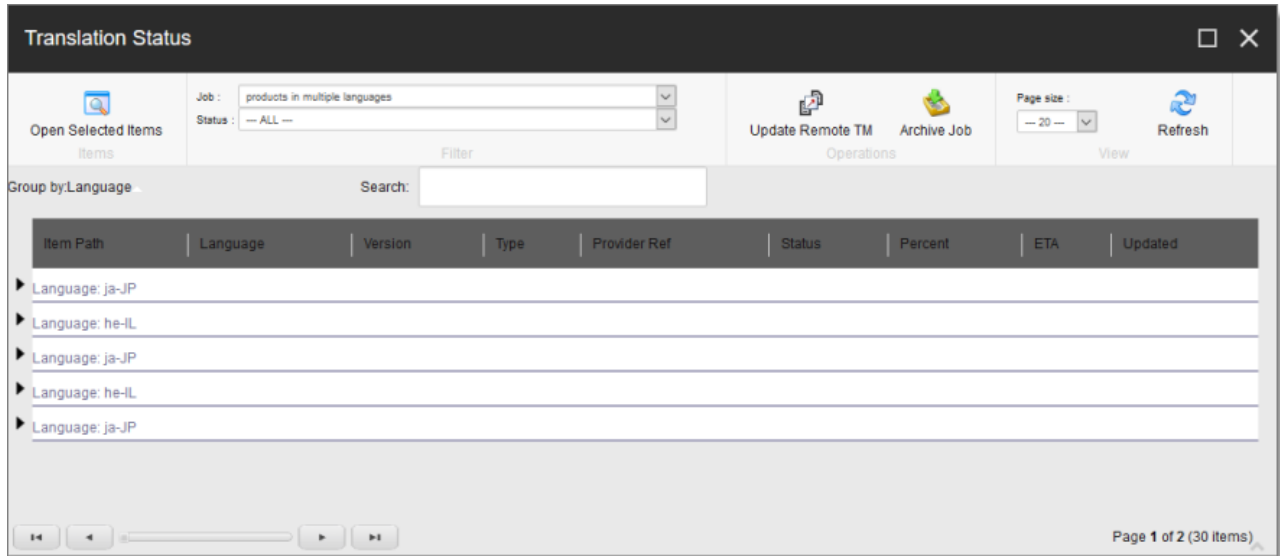 Translation Status
Job : products in multiple languages
Status : --- ALL ---
Open Selected Items
Items
Filter
Update Remote TM
Archive Job
Operations
Page size :
--- 20 ---
Refresh
View
Group by:Language
Search:
Item Path Language Version Type Provider Ref Status Percent ETA Updated
Language: ja-JP
Language: he-IL
Language: ja-JP
Language: he-IL
Language: ja-JP
Page 1 of 2 (30 items)